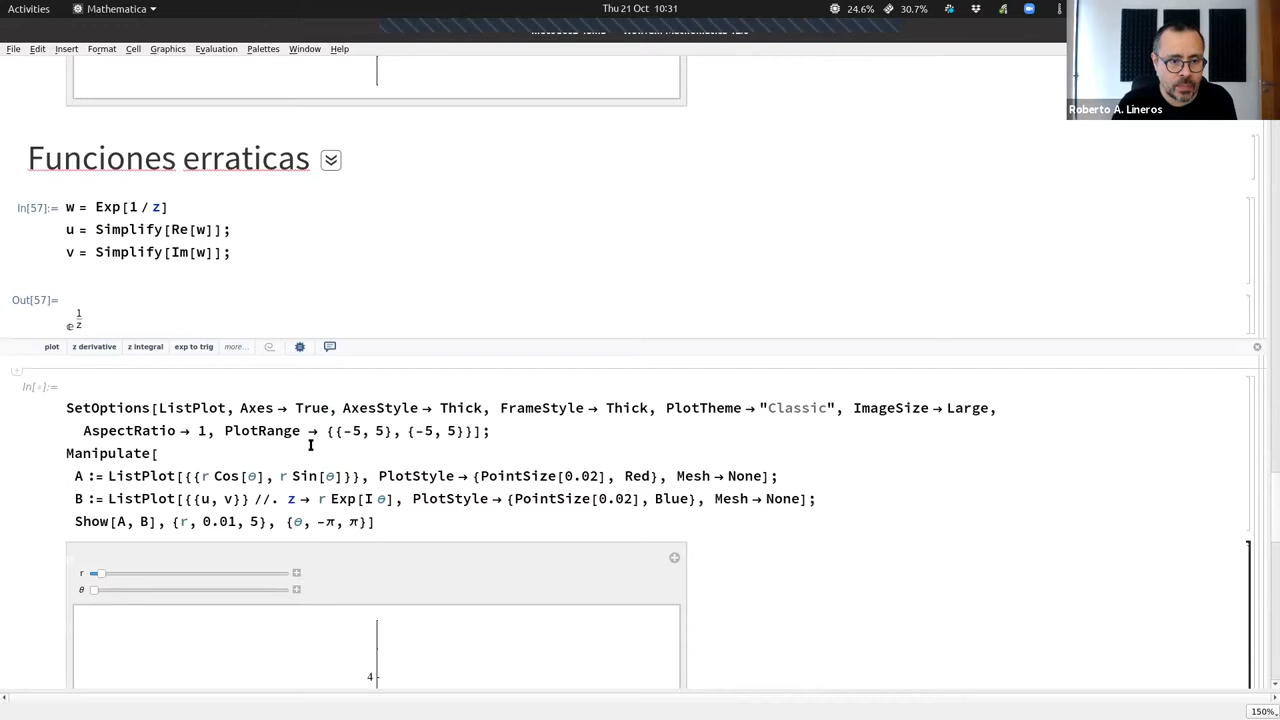 Activities
Mathematica
Thu 21 Oct 10:31
24.6%
30.7%
File Edit Insert Format Cell Graphics Evaluation Palettes Window Help
Roberto A. Lineros
Funciones erraticas
In[57]:= w = Exp[1 / z]
u = Simplify[Re[w]];
v = Simplify[Im[w]];
Out[57]=
1
ⅇ z
plot z derivative z integral exp to trig more...
In[∘]:=
SetOptions[ListPlot, Axes → True, AxesStyle → Thick, FrameStyle → Thick, PlotTheme → "Classic", ImageSize → Large,
AspectRatio → 1, PlotRange → {{-5, 5}, {-5, 5}}];
Manipulate[
A := ListPlot[{{r Cos[θ], r Sin[θ]}}, PlotStyle → {PointSize[0.02], Red}, Mesh → None];
B := ListPlot[{{u, v}} //. z → r Exp[I θ], PlotStyle → {PointSize[0.02], Blue}, Mesh → None];
Show[A, B], {r, 0.01, 5}, {θ, -π, π}]
r
θ
4
150%